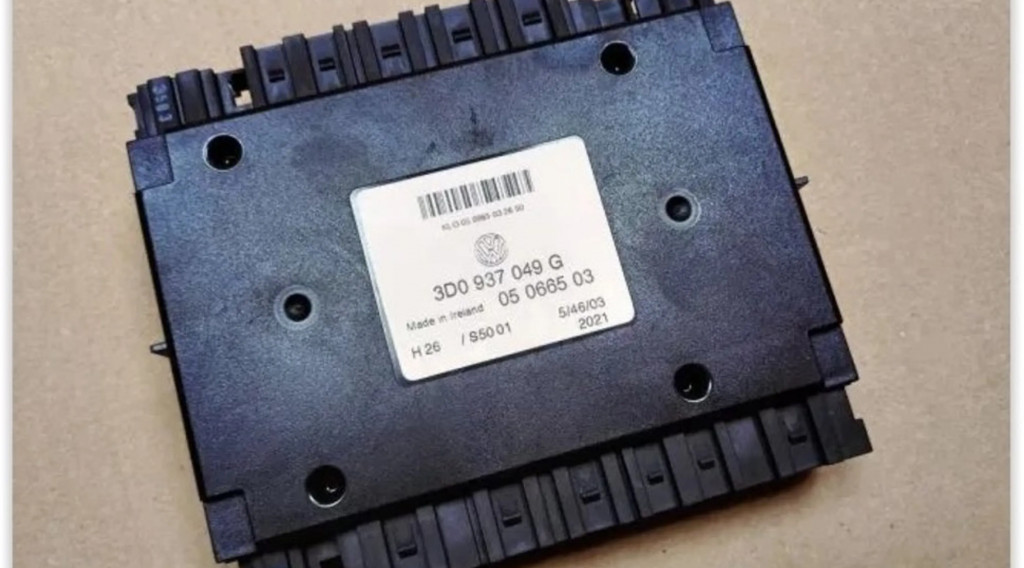 3D0 937 049 G
05 0665 03
Made in Ireland
5/46/03
H 26 / S50 01
2021